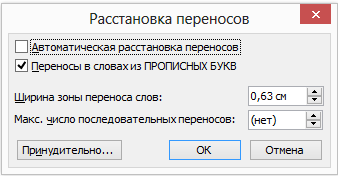 Расстановка переносов
Автоматическая расстановка переносов
Переносы в словах из ПРОПИСНЫХ БУКВ
Ширина зоны переноса слов: 0,63 см
Макс. число последовательных переносов: (нет)
Принудительно... ОК Отмена